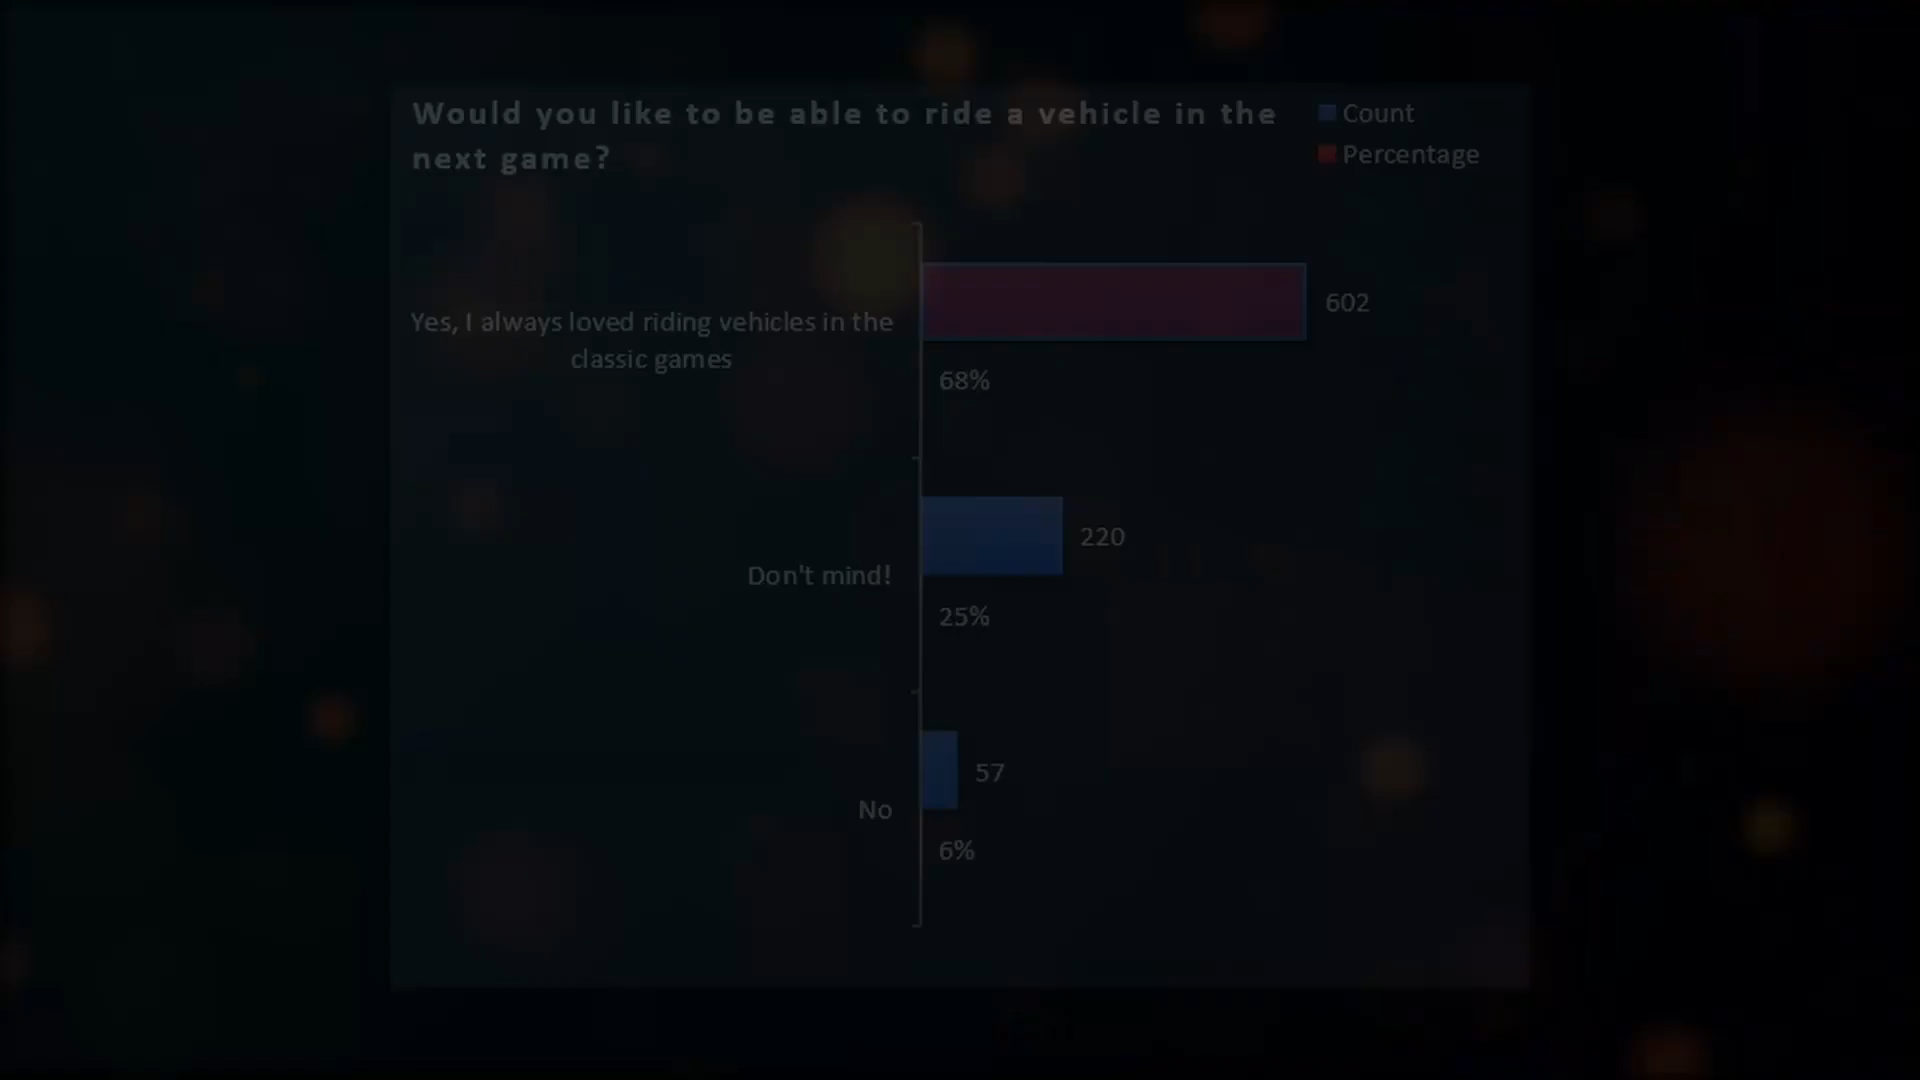 Would you like to be able to ride a vehicle in the
next game?
Count
Percentage
Yes, I always loved riding vehicles in the
classic games
602
68%
Don't mind!
220
25%
No
57
6%